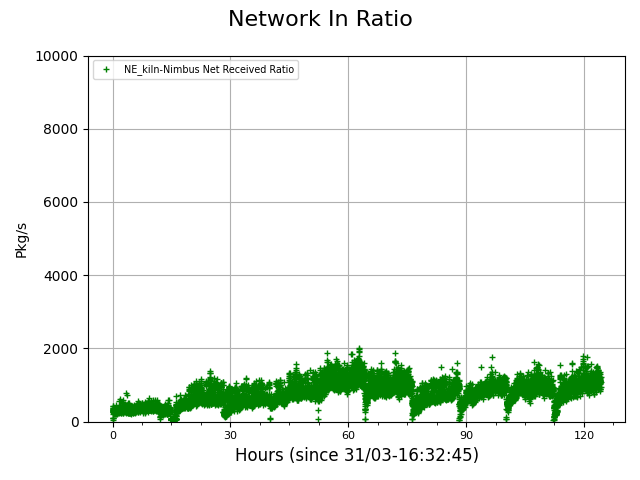 Network In Ratio
10000
8000
6000
4000
2000
0
NE_kiln-Nimbus Net Received Ratio
Pkg/s
0 30 60 90 120
Hours (since 31/03-16:32:45)